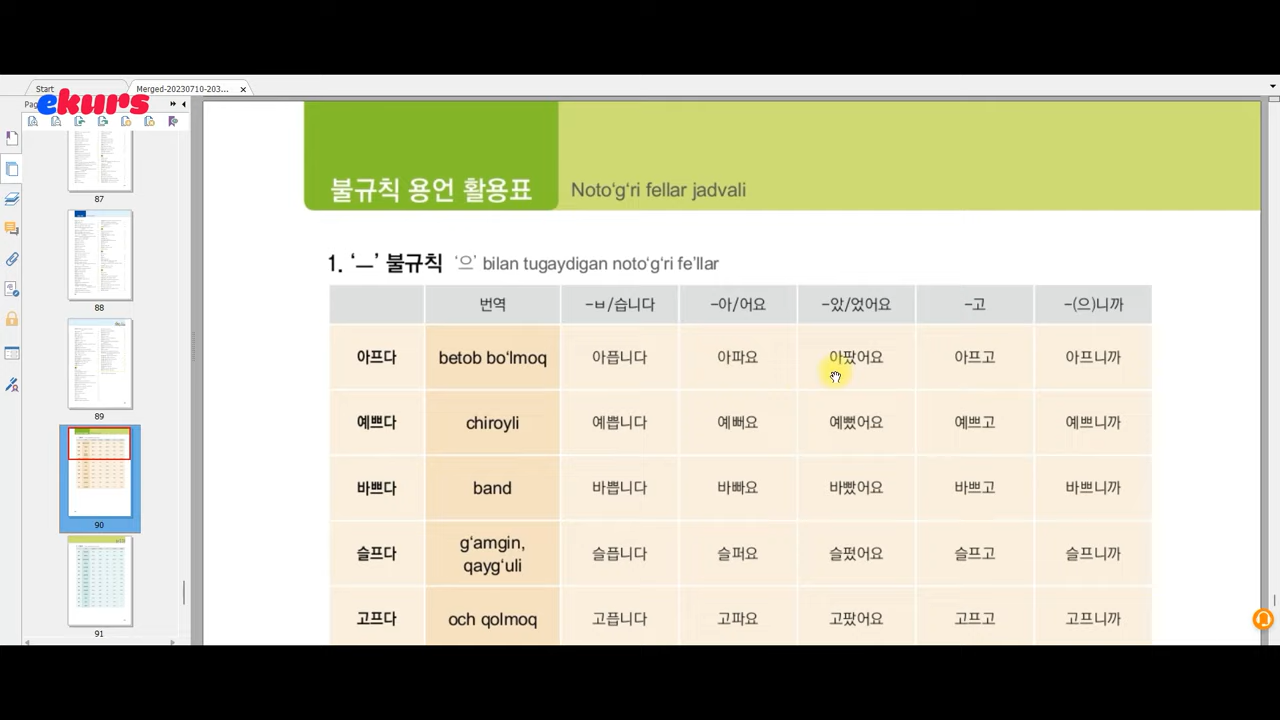 Start
Merged-20230710-203...
ekurs
불규칙 용언 활용표
Noto‘g‘ri fellar jadvali
1. ‘ㅡ’ 불규칙 ‘으’ bilan tugaydigan noto‘g‘ri fe’llar
번역 -ㅂ/습니다 -아/어요 -았/었어요 -고 -(으)니까
아프다 betob bo‘lmoq 아픕니다 아파요 아팠어요 아프고 아프니까
예쁘다 chiroyli 예쁩니다 예뻐요 예뻤어요 예쁘고 예쁘니까
바쁘다 band 바쁩니다 바빠요 바빴어요 바쁘고 바쁘니까
슬프다 g‘amgin, qayg‘uli 슬픕니다 슬퍼요 슬펐어요 슬프고 슬프니까
고프다 och qolmoq 고픕니다 고파요 고팠어요 고프고 고프니까
87
88
89
90
91